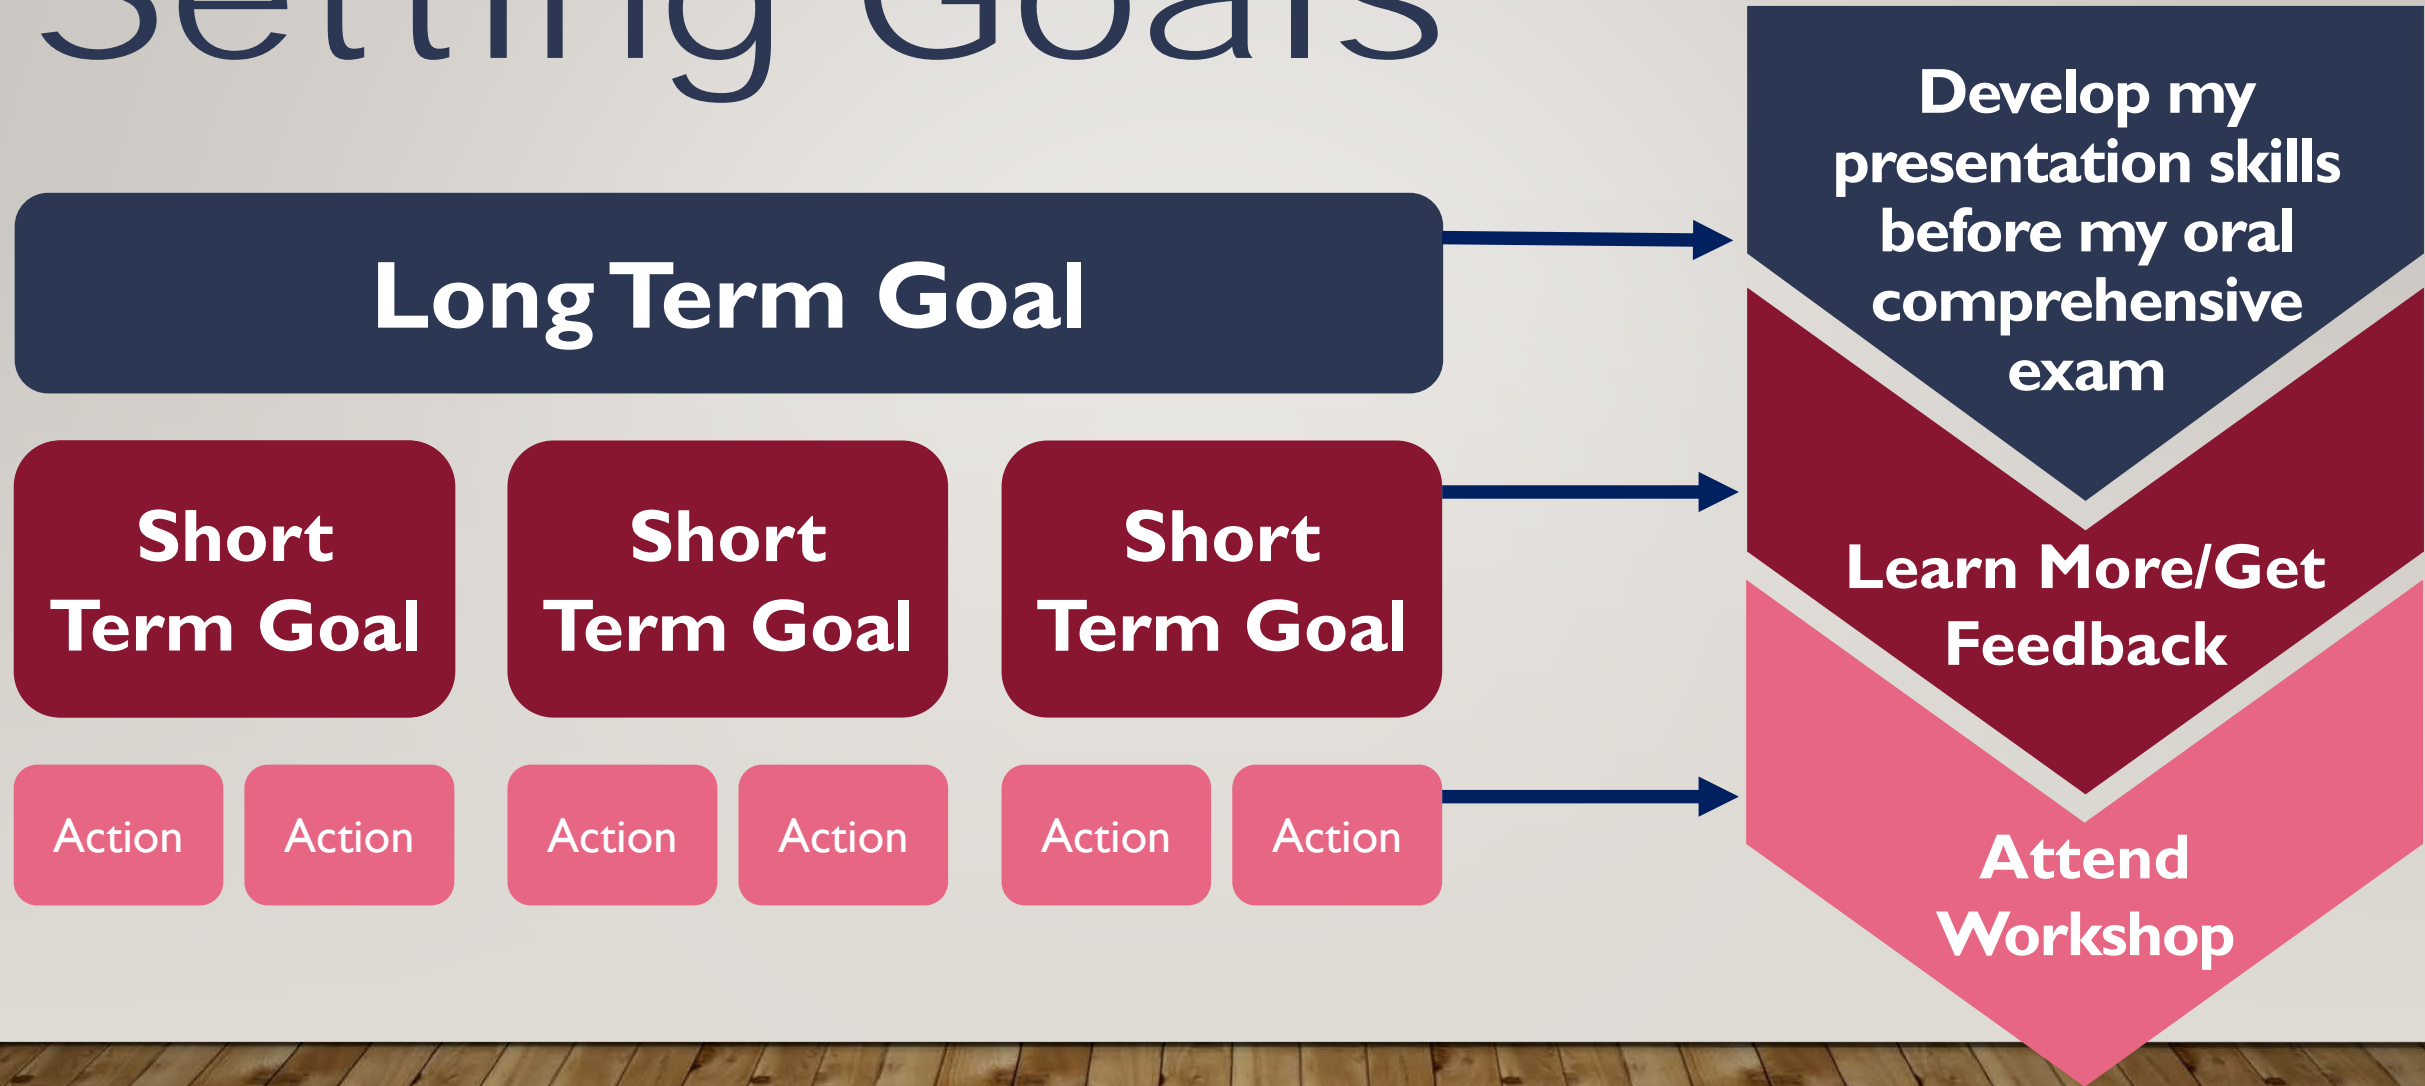 Setting Goals
Long Term Goal
Short
Term Goal
Short
Term Goal
Short
Term Goal
Action
Action
Action
Action
Action
Action
Develop my
presentation skills
before my oral
comprehensive
exam
Learn More/Get
Feedback
Attend
Workshop